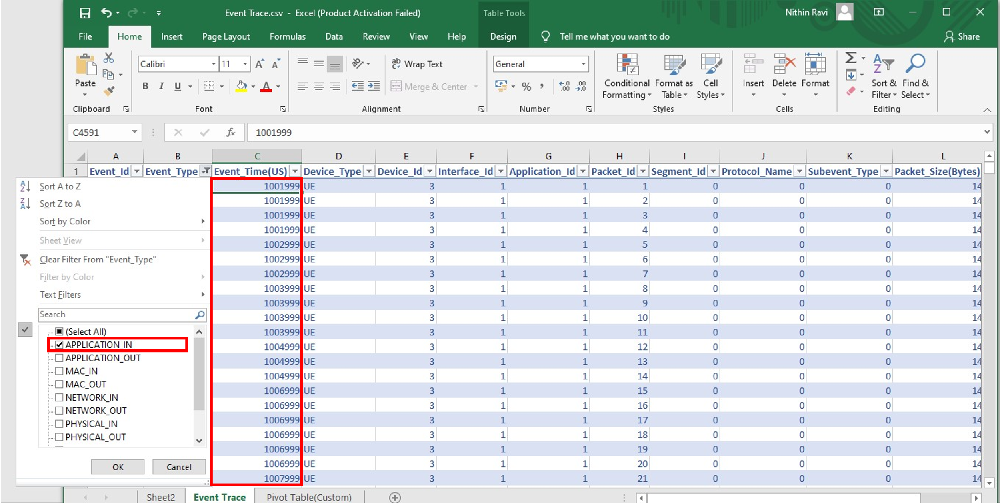 Event Trace.csv - Excel (Product Activation Failed)
Table Tools
Nithin Ravi
File Home Insert Page Layout Formulas Data Review View Help Design Tell me what you want to do Share
Paste
Calibri 11
B I U
Wrap Text
Merge & Center
General
%
Conditional Formatting
Format as Table
Cell Styles
Insert Delete Format
Sort & Filter
Find & Select
Clipboard Font Alignment Number Styles Cells Editing
C4591 fx 1001999
A B C D E F G H I J K L
1 Event_Id Event_Type Event_Time(US) Device_Type Device_Id Interface_Id Application_Id Packet_Id Segment_Id Protocol_Name Subevent_Type Packet_Size(Bytes)
Sort A to Z
Sort Z to A
Sort by Color
Sheet View
Clear Filter From "Event_Type"
Filter by Color
Text Filters
Search
(Select All)
APPLICATION_IN
APPLICATION_OUT
MAC_IN
MAC_OUT
NETWORK_IN
NETWORK_OUT
PHYSICAL_IN
PHYSICAL_OUT
OK Cancel
1001999 UE 3 1 1 1 0 0 0 14
1001999 UE 3 1 1 2 0 0 0 14
1001999 UE 3 1 1 3 0 0 0 14
1001999 UE 3 1 1 4 0 0 0 14
1002999 UE 3 1 1 5 0 0 0 14
1002999 UE 3 1 1 6 0 0 0 14
1002999 UE 3 1 1 7 0 0 0 14
1003999 UE 3 1 1 8 0 0 0 14
1003999 UE 3 1 1 9 0 0 0 14
1003999 UE 3 1 1 10 0 0 0 14
1003999 UE 3 1 1 11 0 0 0 14
1004999 UE 3 1 1 12 0 0 0 14
1004999 UE 3 1 1 13 0 0 0 14
1004999 UE 3 1 1 14 0 0 0 14
1006999 UE 3 1 1 15 0 0 0 14
1006999 UE 3 1 1 16 0 0 0 14
1006999 UE 3 1 1 17 0 0 0 14
1006999 UE 3 1 1 18 0 0 0 14
1006999 UE 3 1 1 19 0 0 0 14
1006999 UE 3 1 1 20 0 0 0 14
1007999 UE 3 1 1 21 0 0 0 14
Sheet2 Event Trace Pivot Table(Custom)